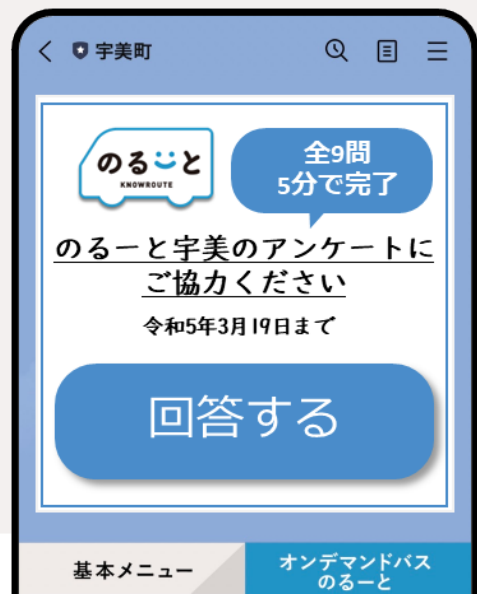 宇美町
のるーと
KNOWROUTE
全9問
5分で完了
のるーと宇美のアンケートに
ご協力ください
令和5年3月19日まで
回答する
基本メニュー
オンデマンドバス
のるーと